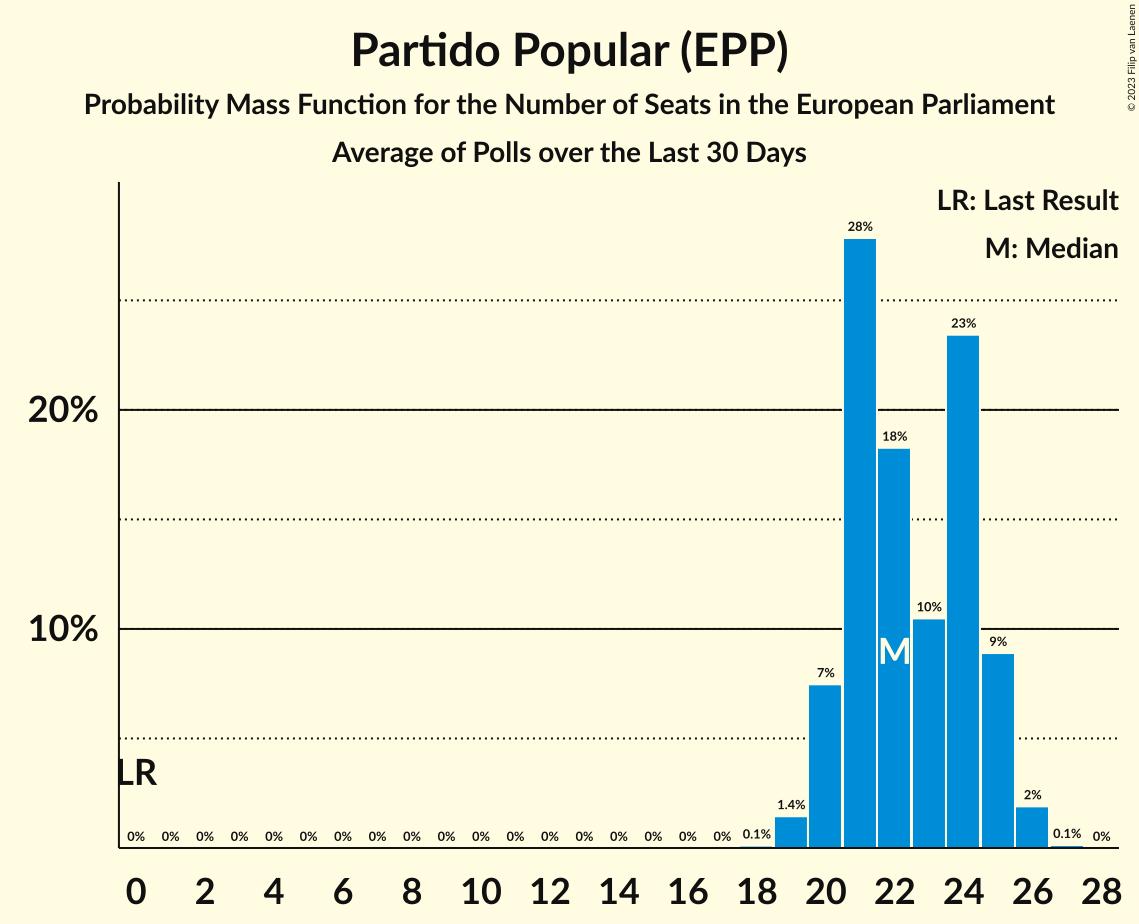 Partido Popular (EPP)
Probability Mass Function for the Number of Seats in the European Parliament
Average of Polls over the Last 30 Days
© 2023 Filip van Laenen
LR: Last Result
M: Median
28%
23%
20%
18%
10%
10%
9%
M
7%
LR
2%
1.4%
0% 0% 0% 0% 0% 0% 0% 0% 0% 0% 0% 0% 0% 0% 0% 0% 0% 0% 0.1% 0.1% 0%
0 2 4 6 8 10 12 14 16 18 20 22 24 26 28